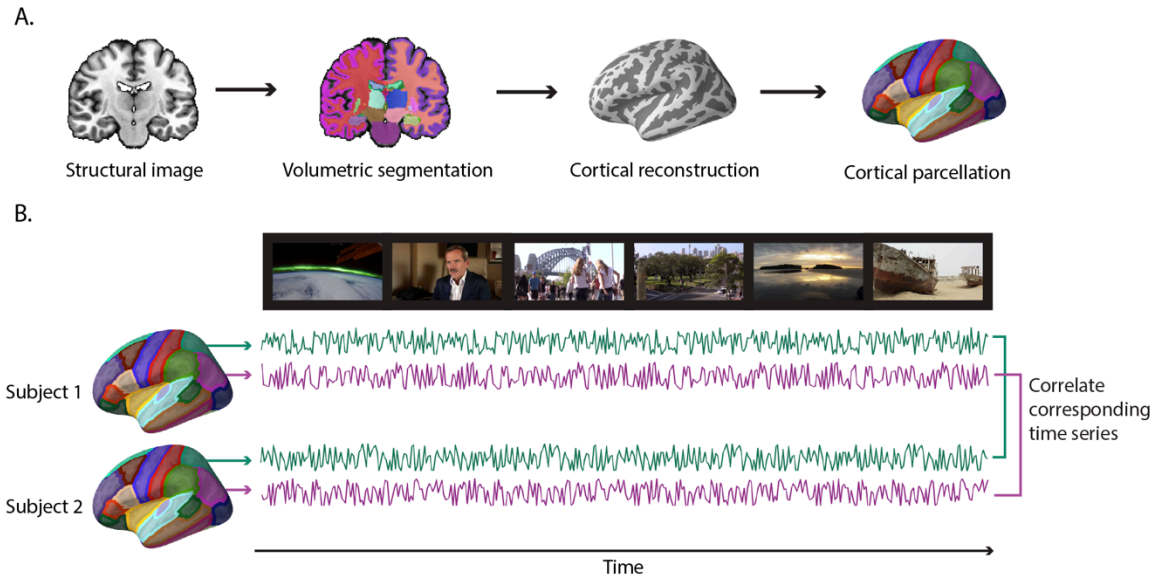 A.
Structural image
Volumetric segmentation
Cortical reconstruction
Cortical parcellation
B.
Subject 1
Subject 2
Correlate
corresponding
time series
Time